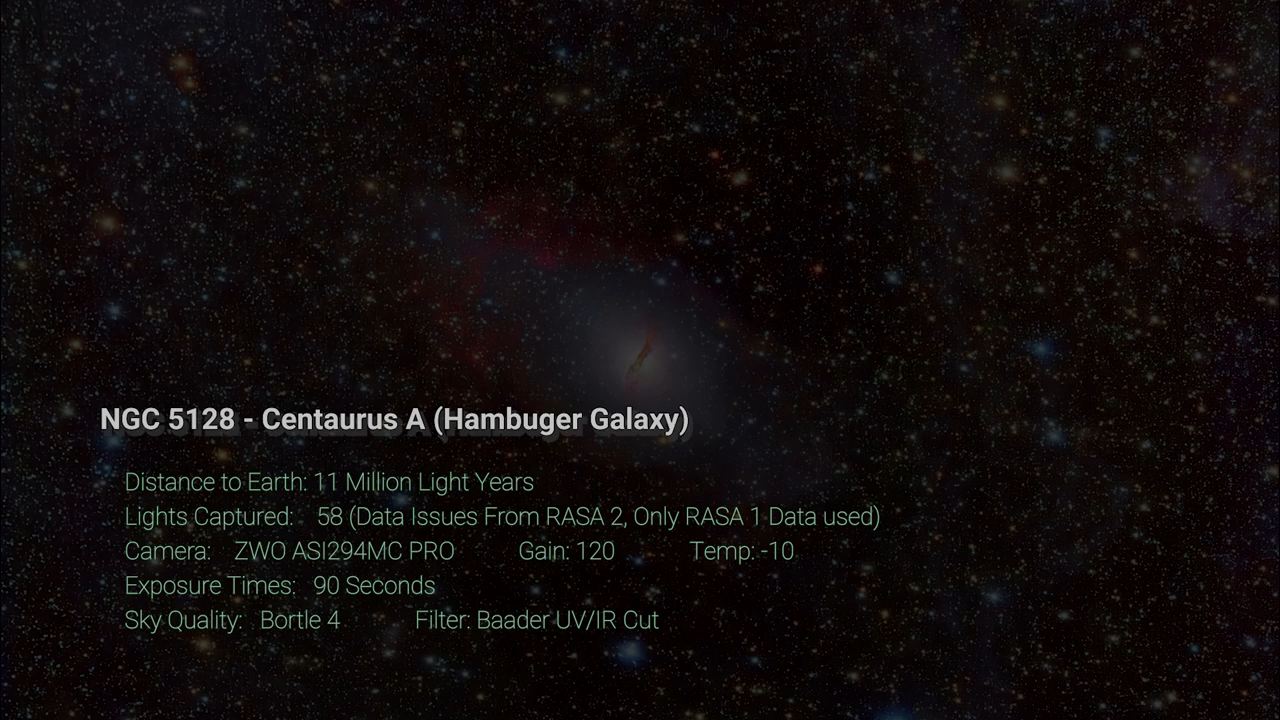 NGC 5128 - Centaurus A (Hambuger Galaxy)
Distance to Earth: 11 Million Light Years
Lights Captured: 58 (Data Issues From RASA 2, Only RASA 1 Data used)
Camera: ZWO ASI294MC PRO Gain: 120 Temp: -10
Exposure Times: 90 Seconds
Sky Quality: Bortle 4 Filter: Baader UV/IR Cut